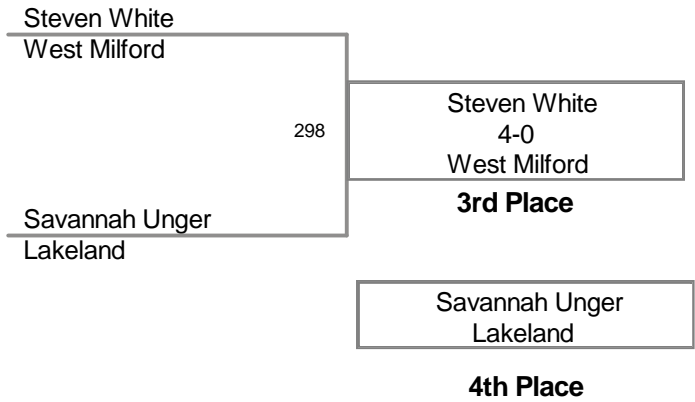 Steven White
West Milford
298
Steven White
4-0
West Milford
3rd Place
Savannah Unger
Lakeland
Savannah Unger
Lakeland
4th Place